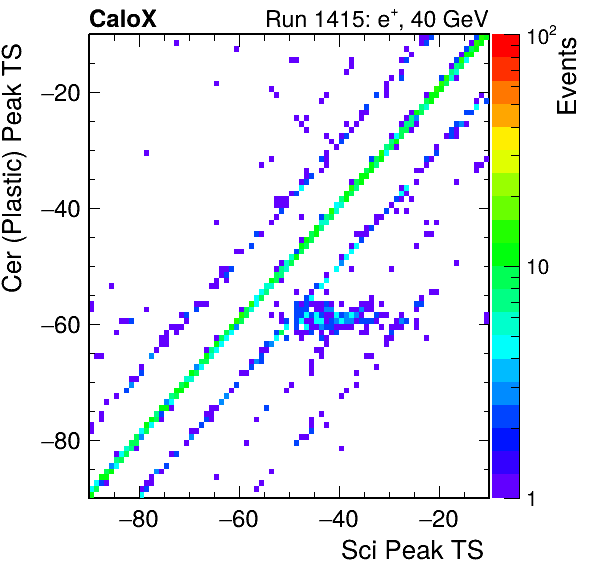 CaloX Run 1415: e⁺, 40 GeV
Cer (Plastic) Peak TS
−20
−40
−60
−80
−80 −60 −40 −20
Sci Peak TS
10²
10
1
Events